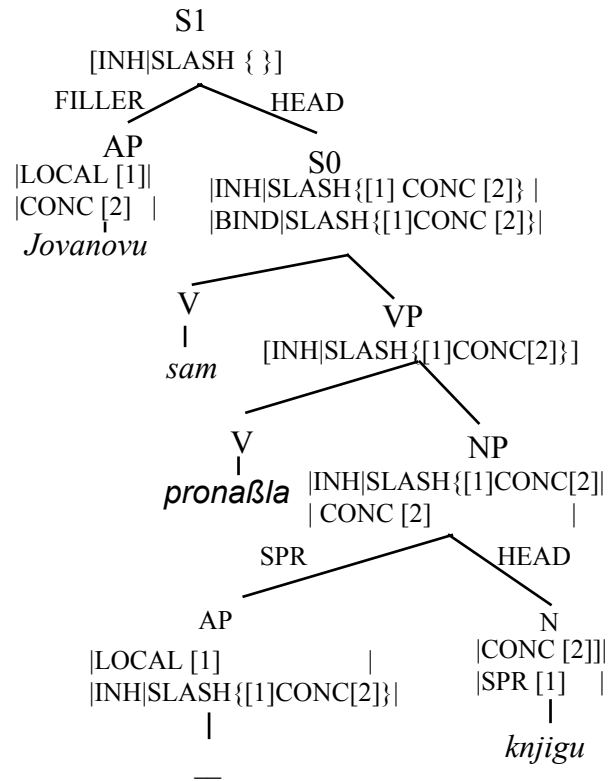 S1
[INH|SLASH { }]
FILLER HEAD
AP
S0
|LOCAL [1]|
|INH|SLASH{[1] CONC [2]} |
|CONC [2] |
|BIND|SLASH{[1]CONC [2]}|
Jovanovu
V
VP
sam
[INH|SLASH{[1]CONC[2]}]
V
NP
pronaßla
|INH|SLASH{[1]CONC[2]|
| CONC [2] |
SPR HEAD
AP
N
|LOCAL [1] |
|CONC [2]]|
|INH|SLASH{[1]CONC[2]}|
|SPR [1] |
knjigu
__